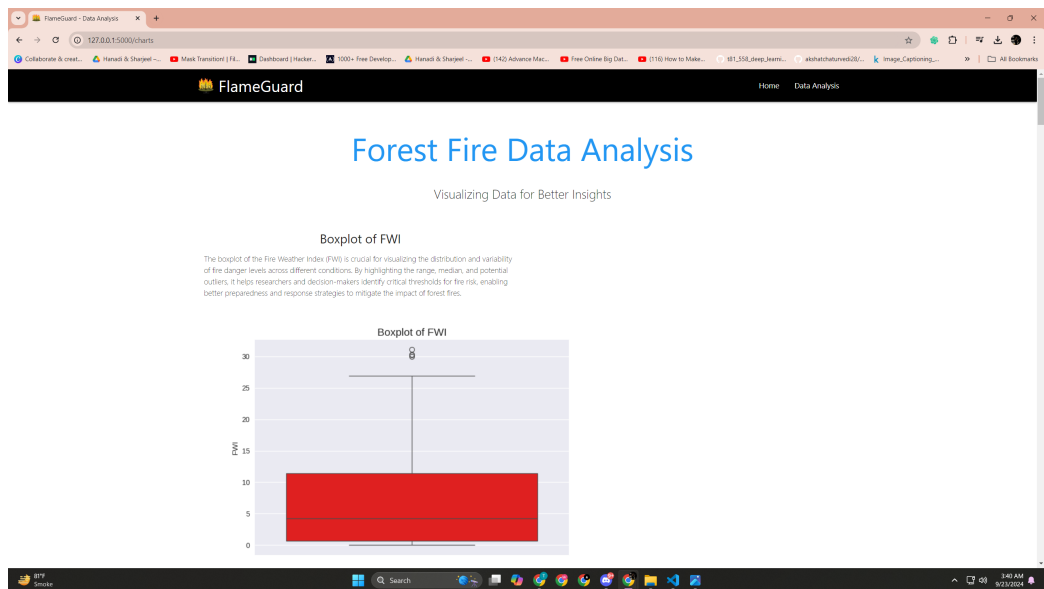 FlameGuard - Data Analysis
127.0.0.1:5000/charts
Collaborate & creat...
Hanadi & Sharjeel –...
Mask Transition! | Fil...
Dashboard | Hacker...
1000+ Free Develop...
Hanadi & Sharjeel -...
(142) Advance Mac...
Free Online Big Dat...
(116) How to Make...
t81_558_deep_learni...
akshatchaturvedi28/...
Image_Captioning_...
All Bookmarks
FlameGuard
Home
Data Analysis
Forest Fire Data Analysis
Visualizing Data for Better Insights
Boxplot of FWI
The boxplot of the Fire Weather Index (FWI) is crucial for visualizing the distribution and variability
of fire danger levels across different conditions. By highlighting the range, median, and potential
outliers, it helps researchers and decision-makers identify critical thresholds for fire risk, enabling
better preparedness and response strategies to mitigate the impact of forest fires.
Boxplot of FWI
30
25
20
FWI
15
10
5
0
81°F
Smoke
Search
3:40 AM
9/23/2024